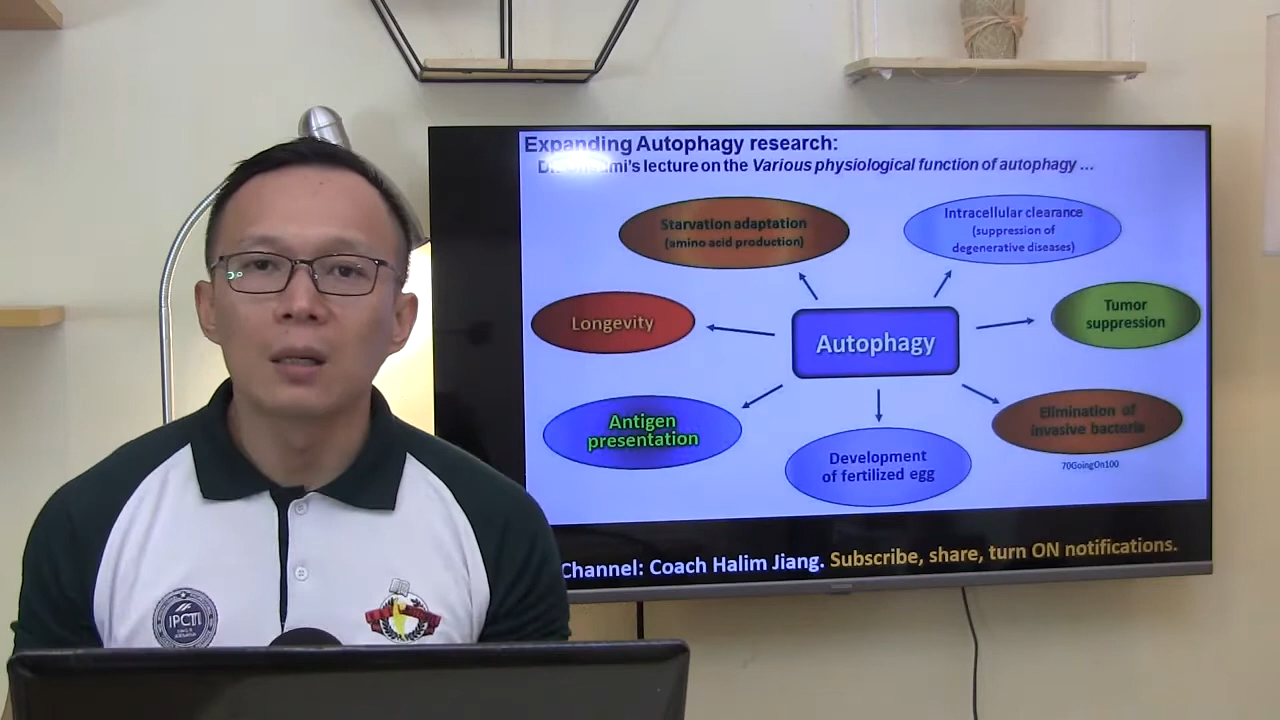 Expanding Autophagy research:
lecture on the Various physiological function of autophagy ...
Starvation adaptation
(amino acid production)
Intracellular clearance
(suppression of
degenerative diseases)
Longevity
Autophagy
Tumor
suppression
Antigen
presentation
Development
of fertilized egg
Elimination of
invasive bacteria
70GoingOn100
Channel: Coach Halim Jiang. Subscribe, share, turn ON notifications.
IPCTI